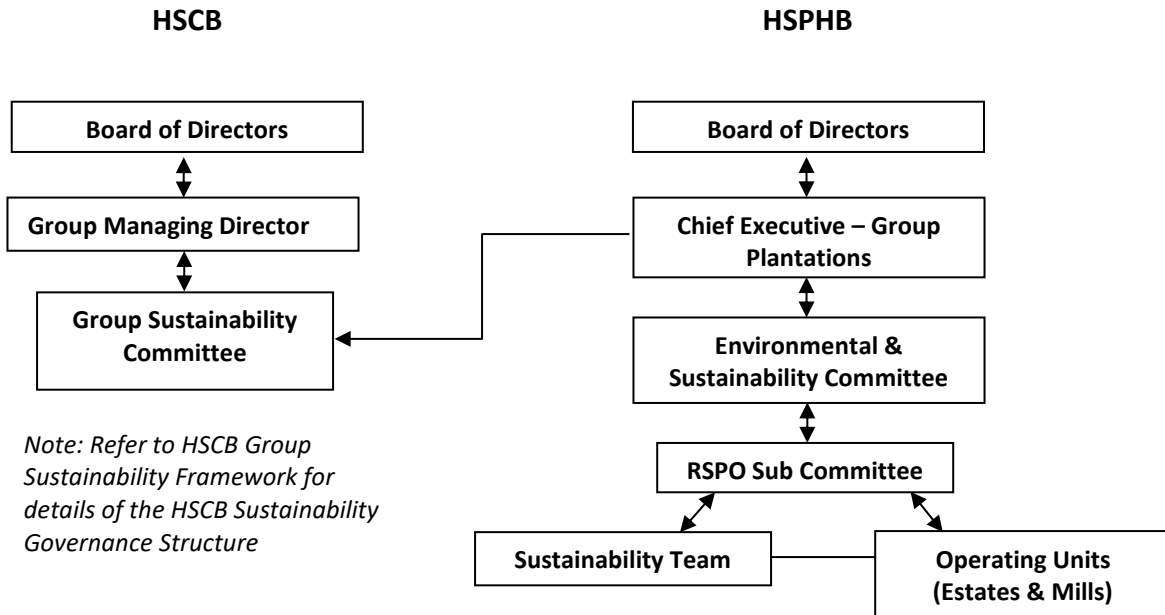 HSCB
Board of Directors
Group Managing Director
Group Sustainability
Committee
Note: Refer to HSCB Group
Sustainability Framework for
details of the HSCB Sustainability
Governance Structure
HSPHB
Board of Directors
Chief Executive – Group
Plantations
Environmental &
Sustainability Committee
RSPO Sub Committee
Sustainability Team
Operating Units
(Estates & Mills)